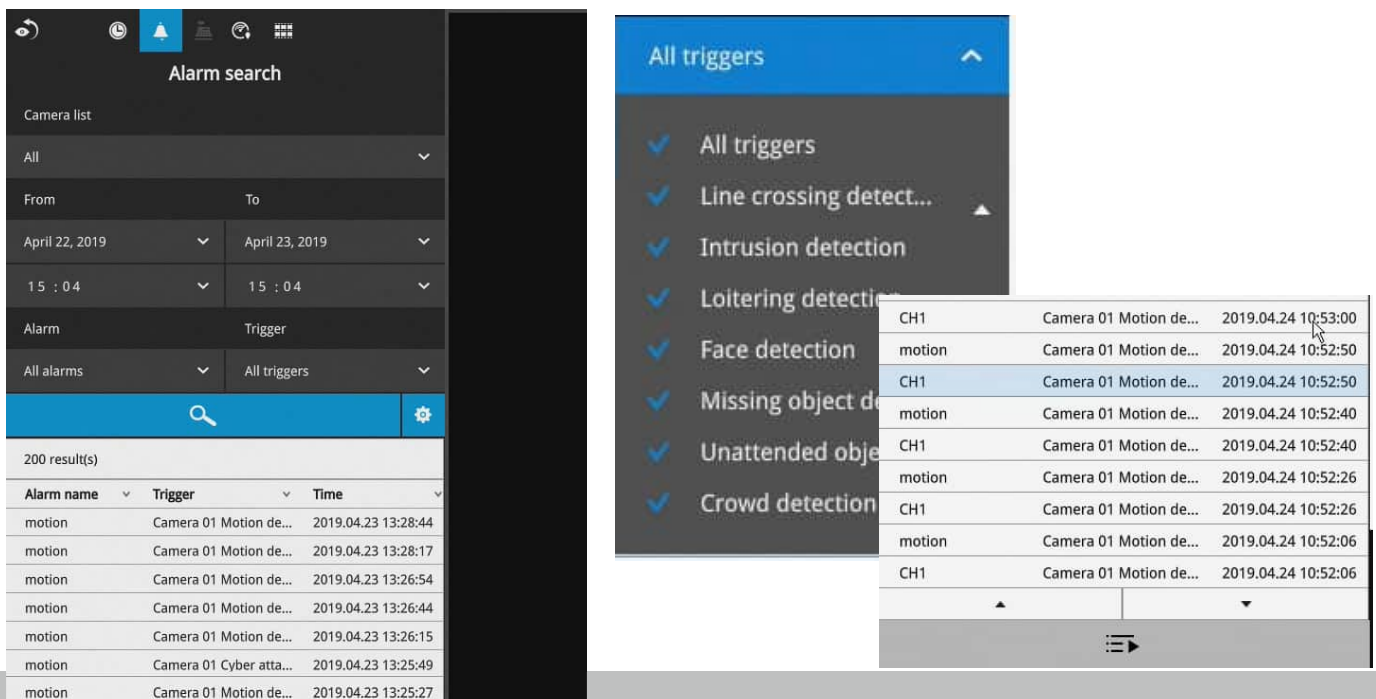 Alarm search
Camera list
All
From To
April 22, 2019 April 23, 2019
15 : 04 15 : 04
Alarm Trigger
All alarms All triggers
200 result(s)
Alarm name Trigger Time
motion Camera 01 Motion de... 2019.04.23 13:28:44
motion Camera 01 Motion de... 2019.04.23 13:28:17
motion Camera 01 Motion de... 2019.04.23 13:26:54
motion Camera 01 Motion de... 2019.04.23 13:26:44
motion Camera 01 Motion de... 2019.04.23 13:26:15
motion Camera 01 Cyber atta... 2019.04.23 13:25:49
motion Camera 01 Motion de... 2019.04.23 13:25:27
All triggers
All triggers
Line crossing detect...
Intrusion detection
Loitering detection
Face detection
Missing object de
Unattended obje
Crowd detection
CH1 Camera 01 Motion de... 2019.04.24 10:53:00
motion Camera 01 Motion de... 2019.04.24 10:52:50
CH1 Camera 01 Motion de... 2019.04.24 10:52:50
motion Camera 01 Motion de... 2019.04.24 10:52:40
CH1 Camera 01 Motion de... 2019.04.24 10:52:40
motion Camera 01 Motion de... 2019.04.24 10:52:26
CH1 Camera 01 Motion de... 2019.04.24 10:52:26
motion Camera 01 Motion de... 2019.04.24 10:52:06
CH1 Camera 01 Motion de... 2019.04.24 10:52:06